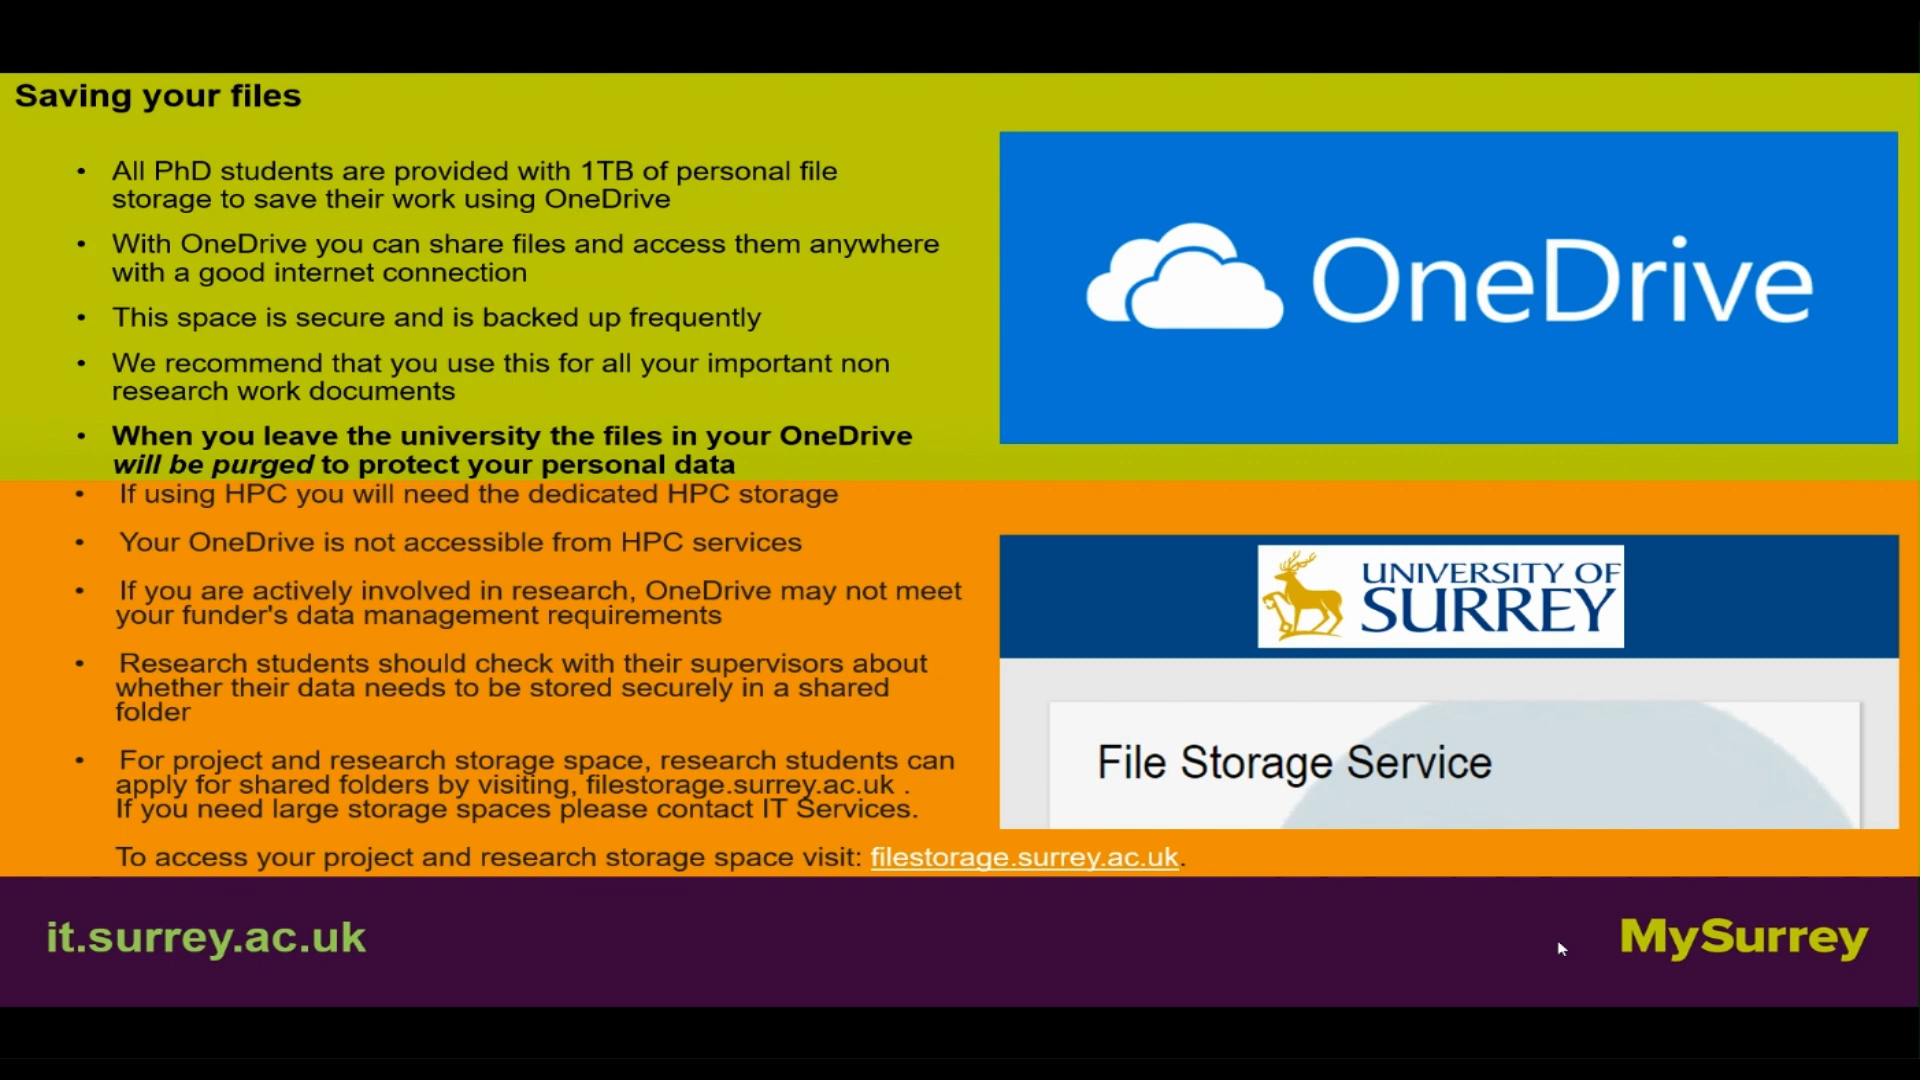 Saving your files
• All PhD students are provided with 1TB of personal file
storage to save their work using OneDrive
• With OneDrive you can share files and access them anywhere
with a good internet connection
• This space is secure and is backed up frequently
• We recommend that you use this for all your important non
research work documents
• When you leave the university the files in your OneDrive
will be purged to protect your personal data
OneDrive
• If using HPC you will need the dedicated HPC storage
• Your OneDrive is not accessible from HPC services
• If you are actively involved in research, OneDrive may not meet
your funder's data management requirements
• Research students should check with their supervisors about
whether their data needs to be stored securely in a shared
folder
• For project and research storage space, research students can
apply for shared folders by visiting, filestorage.surrey.ac.uk .
If you need large storage spaces please contact IT Services.
To access your project and research storage space visit: filestorage.surrey.ac.uk.
UNIVERSITY OF
SURREY
File Storage Service
it.surrey.ac.uk
MySurrey